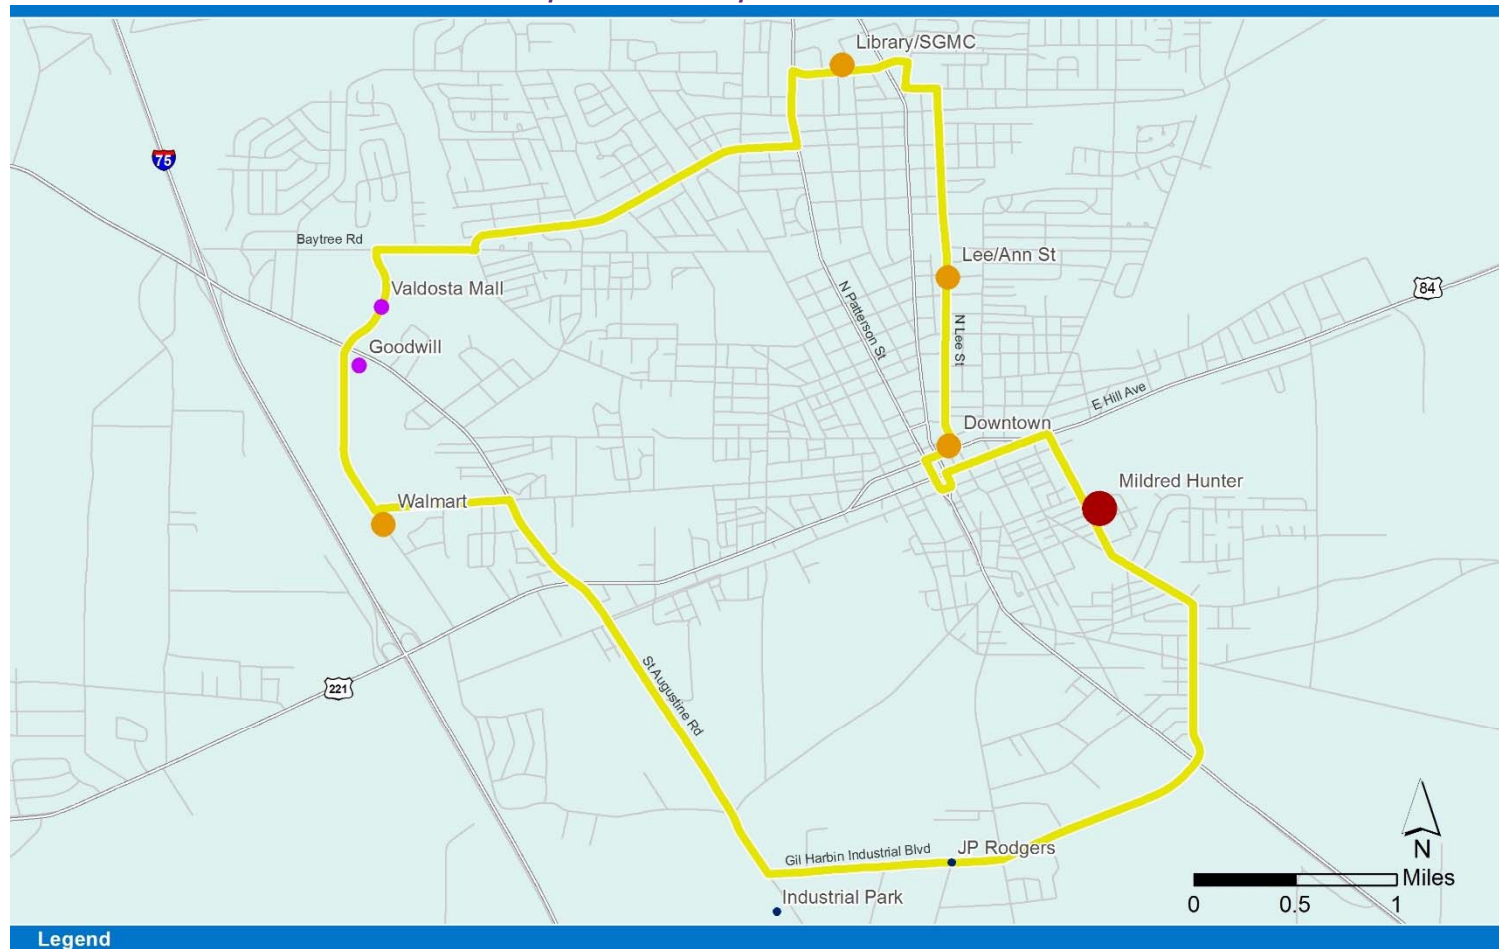 Library/SGMC
75
Baytree Rd
Lee/Ann St
Valdosta Mall
84
N Patterson St
N Lee St
Goodwill
E Hill Ave
Downtown
Mildred Hunter
Walmart
221
St Augustine Rd
Gil Harbin Industrial Blvd
JP Rodgers
N
Miles
Industrial Park
0 0.5 1
Legend